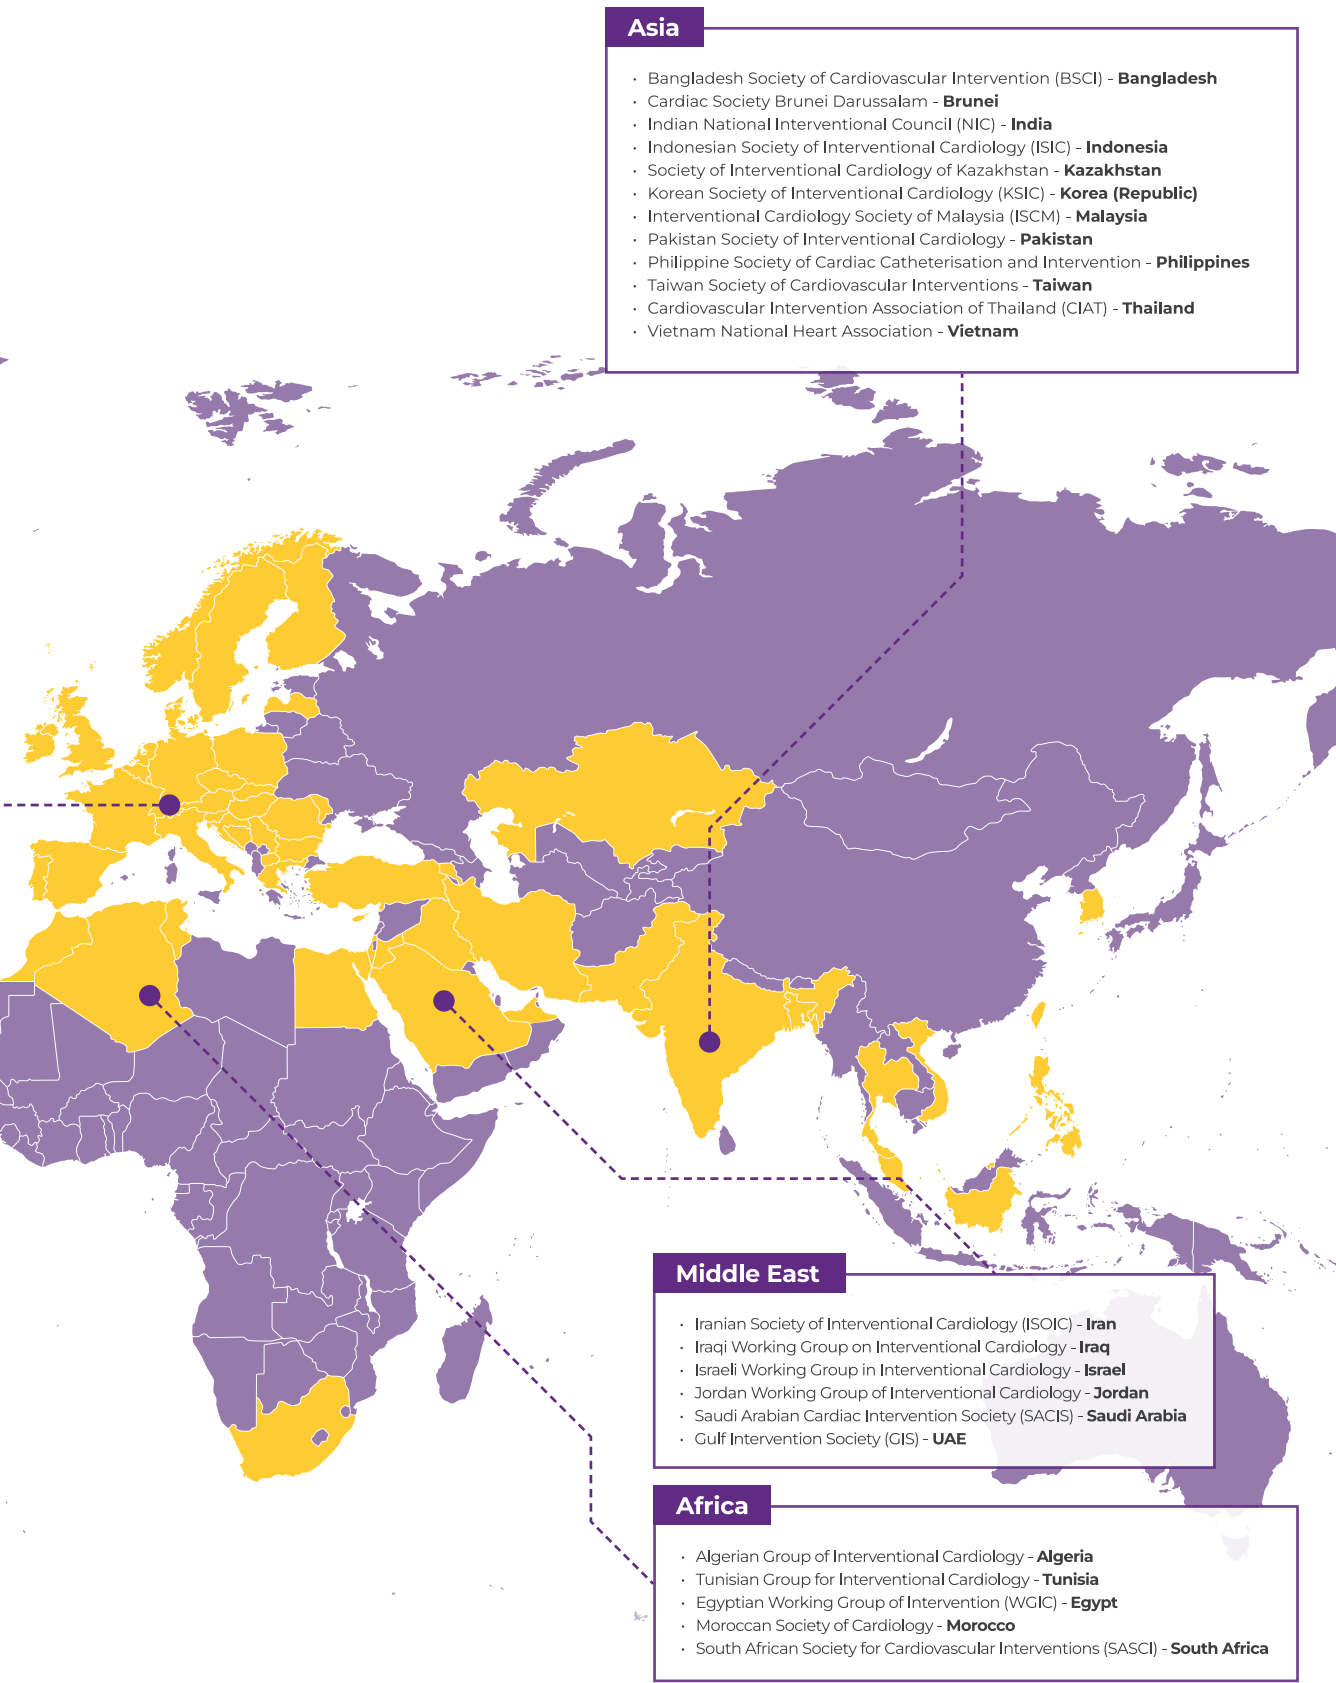 Asia
• Bangladesh Society of Cardiovascular Intervention (BSCI) - Bangladesh
• Cardiac Society Brunei Darussalam - Brunei
• Indian National Interventional Council (NIC) - India
• Indonesian Society of Interventional Cardiology (ISIC) - Indonesia
• Society of Interventional Cardiology of Kazakhstan - Kazakhstan
• Korean Society of Interventional Cardiology (KSIC) - Korea (Republic)
• Interventional Cardiology Society of Malaysia (ISCM) - Malaysia
• Pakistan Society of Interventional Cardiology - Pakistan
• Philippine Society of Cardiac Catheterisation and Intervention - Philippines
• Taiwan Society of Cardiovascular Interventions - Taiwan
• Cardiovascular Intervention Association of Thailand (CIAT) - Thailand
• Vietnam National Heart Association - Vietnam
Middle East
• Iranian Society of Interventional Cardiology (ISOIC) - Iran
• Iraqi Working Group on Interventional Cardiology - Iraq
• Israeli Working Group in Interventional Cardiology - Israel
• Jordan Working Group of Interventional Cardiology - Jordan
• Saudi Arabian Cardiac Intervention Society (SACIS) - Saudi Arabia
• Gulf Intervention Society (GIS) - UAE
Africa
• Algerian Group of Interventional Cardiology - Algeria
• Tunisian Group for Interventional Cardiology - Tunisia
• Egyptian Working Group of Intervention (WGIC) - Egypt
• Moroccan Society of Cardiology - Morocco
• South African Society for Cardiovascular Interventions (SASCI) - South Africa